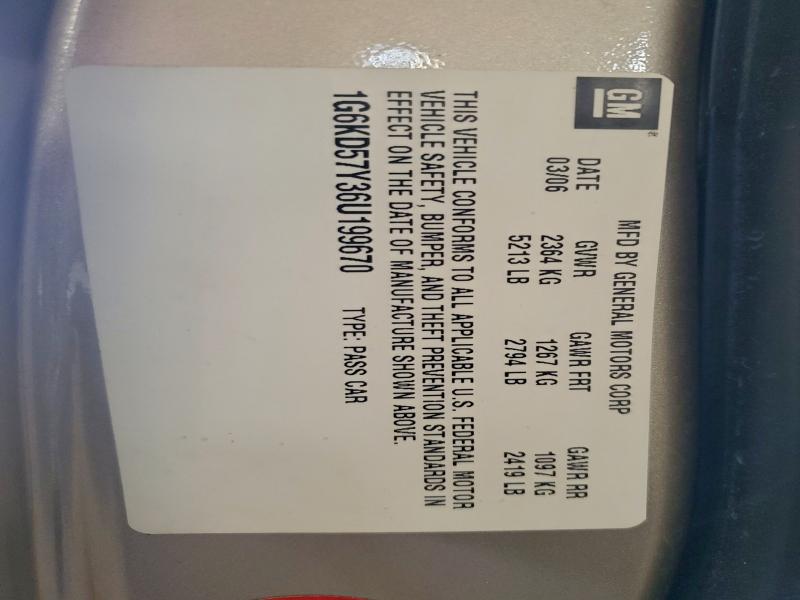 GM
MFD BY GENERAL MOTORS CORP
DATE GVWR GAWR FRT GAWR RR
03/06 2364 KG 1267 KG 1097 KG
5213 LB 2794 LB 2419 LB
THIS VEHICLE CONFORMS TO ALL APPLICABLE U.S. FEDERAL MOTOR
VEHICLE SAFETY, BUMPER, AND THEFT PREVENTION STANDARDS IN
EFFECT ON THE DATE OF MANUFACTURE SHOWN ABOVE.
1G6KD57Y36U199670 TYPE: PASS CAR